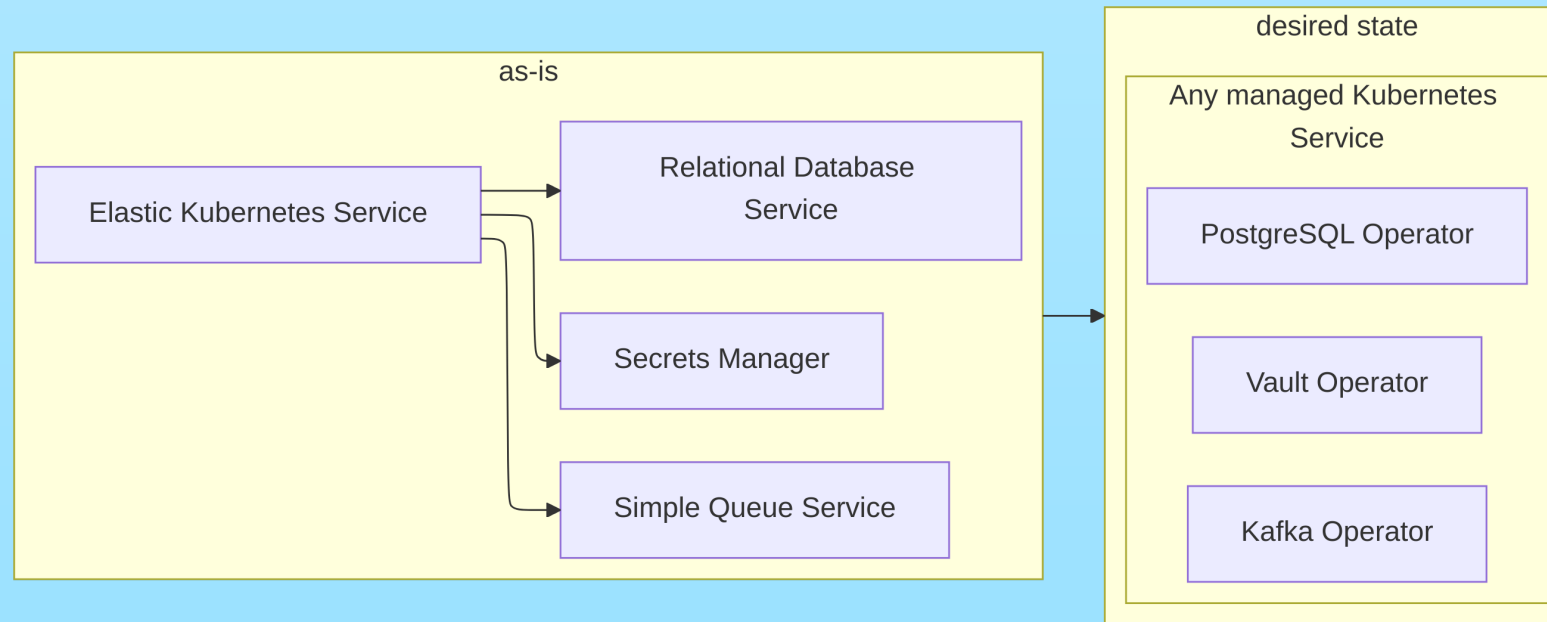 as-is
Elastic Kubernetes Service
Relational Database
Service
Secrets Manager
Simple Queue Service
desired state
Any managed Kubernetes
Service
PostgreSQL Operator
Vault Operator
Kafka Operator